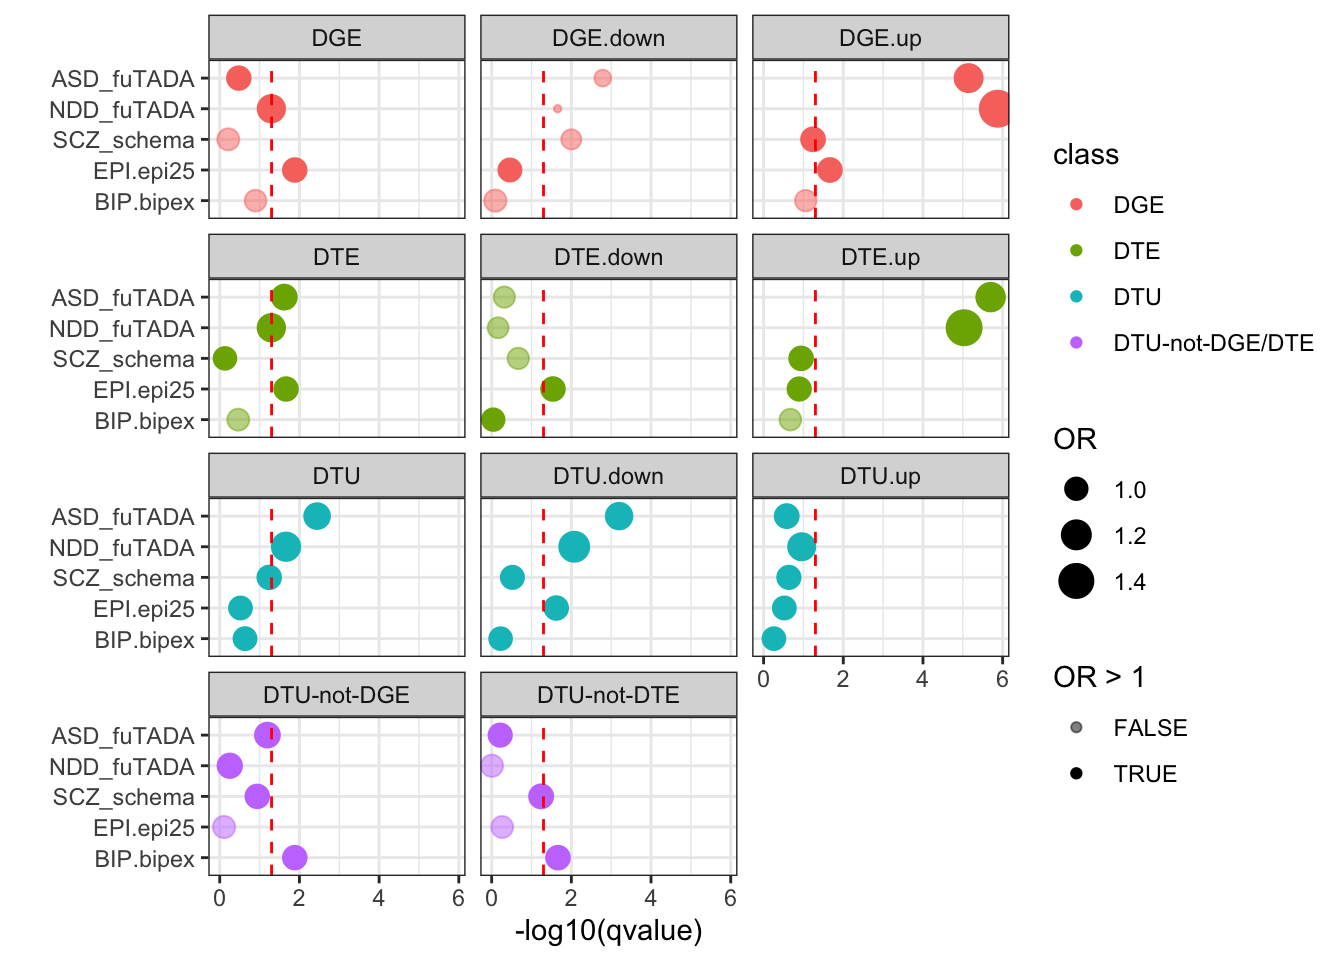 DGE
DGE.down
DGE.up
ASD_fuTADA
NDD_fuTADA
SCZ_schema
EPI.epi25
BIP.bipex
DTE
DTE.down
DTE.up
ASD_fuTADA
NDD_fuTADA
SCZ_schema
EPI.epi25
BIP.bipex
DTU
DTU.down
DTU.up
ASD_fuTADA
NDD_fuTADA
SCZ_schema
EPI.epi25
BIP.bipex
0 2 4 6
DTU-not-DGE
DTU-not-DTE
ASD_fuTADA
NDD_fuTADA
SCZ_schema
EPI.epi25
BIP.bipex
0 2 4 6
0 2 4 6
-log10(qvalue)
class
DGE
DTE
DTU
DTU-not-DGE/DTE
OR
1.0
1.2
1.4
OR > 1
FALSE
TRUE